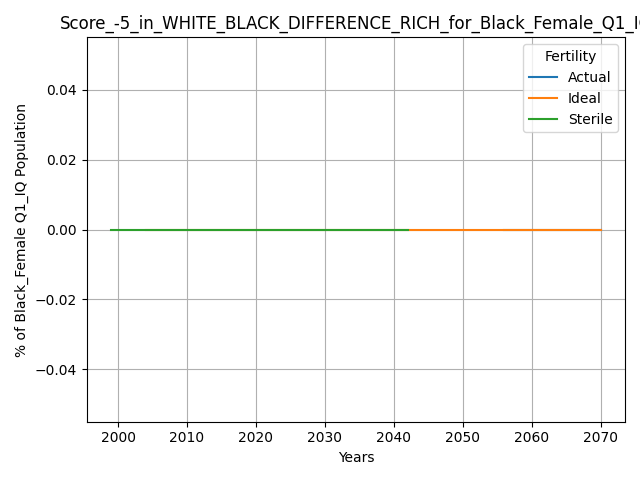 Score_-5_in_WHITE_BLACK_DIFFERENCE_RICH_for_Black_Female_Q1_I
Fertility
Actual
Ideal
Sterile
% of Black_Female Q1_IQ Population
0.04
0.02
0.00
−0.02
−0.04
2000 2010 2020 2030 2040 2050 2060 2070
Years